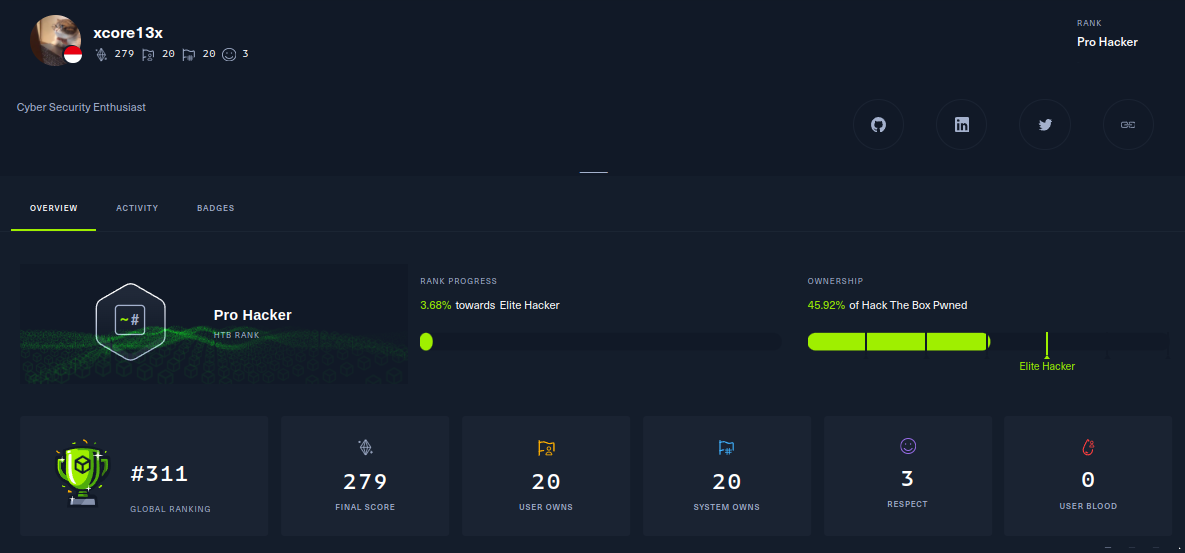 xcore13x
279 20 20 3
RANK
Pro Hacker
Cyber Security Enthusiast
OVERVIEW ACTIVITY BADGES
~#
Pro Hacker
HTB RANK
RANK PROGRESS
3.68% towards Elite Hacker
OWNERSHIP
45.92% of Hack The Box Pwned
Elite Hacker
#311
GLOBAL RANKING
279
FINAL SCORE
20
USER OWNS
20
SYSTEM OWNS
3
RESPECT
0
USER BLOOD